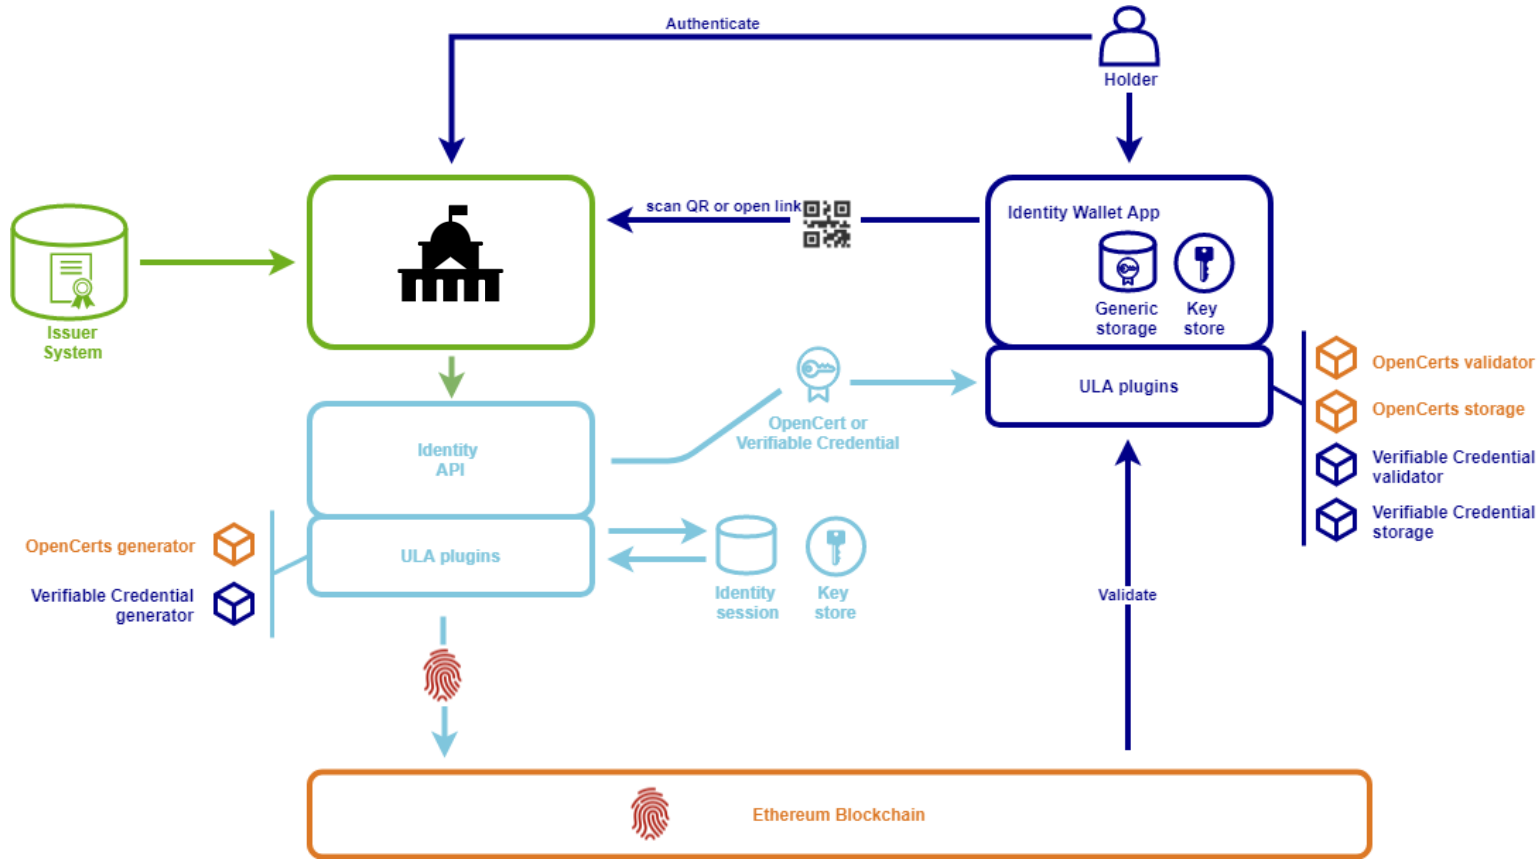 Authenticate
Holder
scan QR or open link
Identity Wallet App
Generic
storage
Key
store
Issuer
System
ULA plugins
OpenCerts validator
OpenCerts storage
Verifiable Credential
validator
Verifiable Credential
storage
OpenCert or
Verifiable Credential
Identity
API
OpenCerts generator
Verifiable Credential
generator
ULA plugins
Identity
session
Key
store
Validate
Ethereum Blockchain